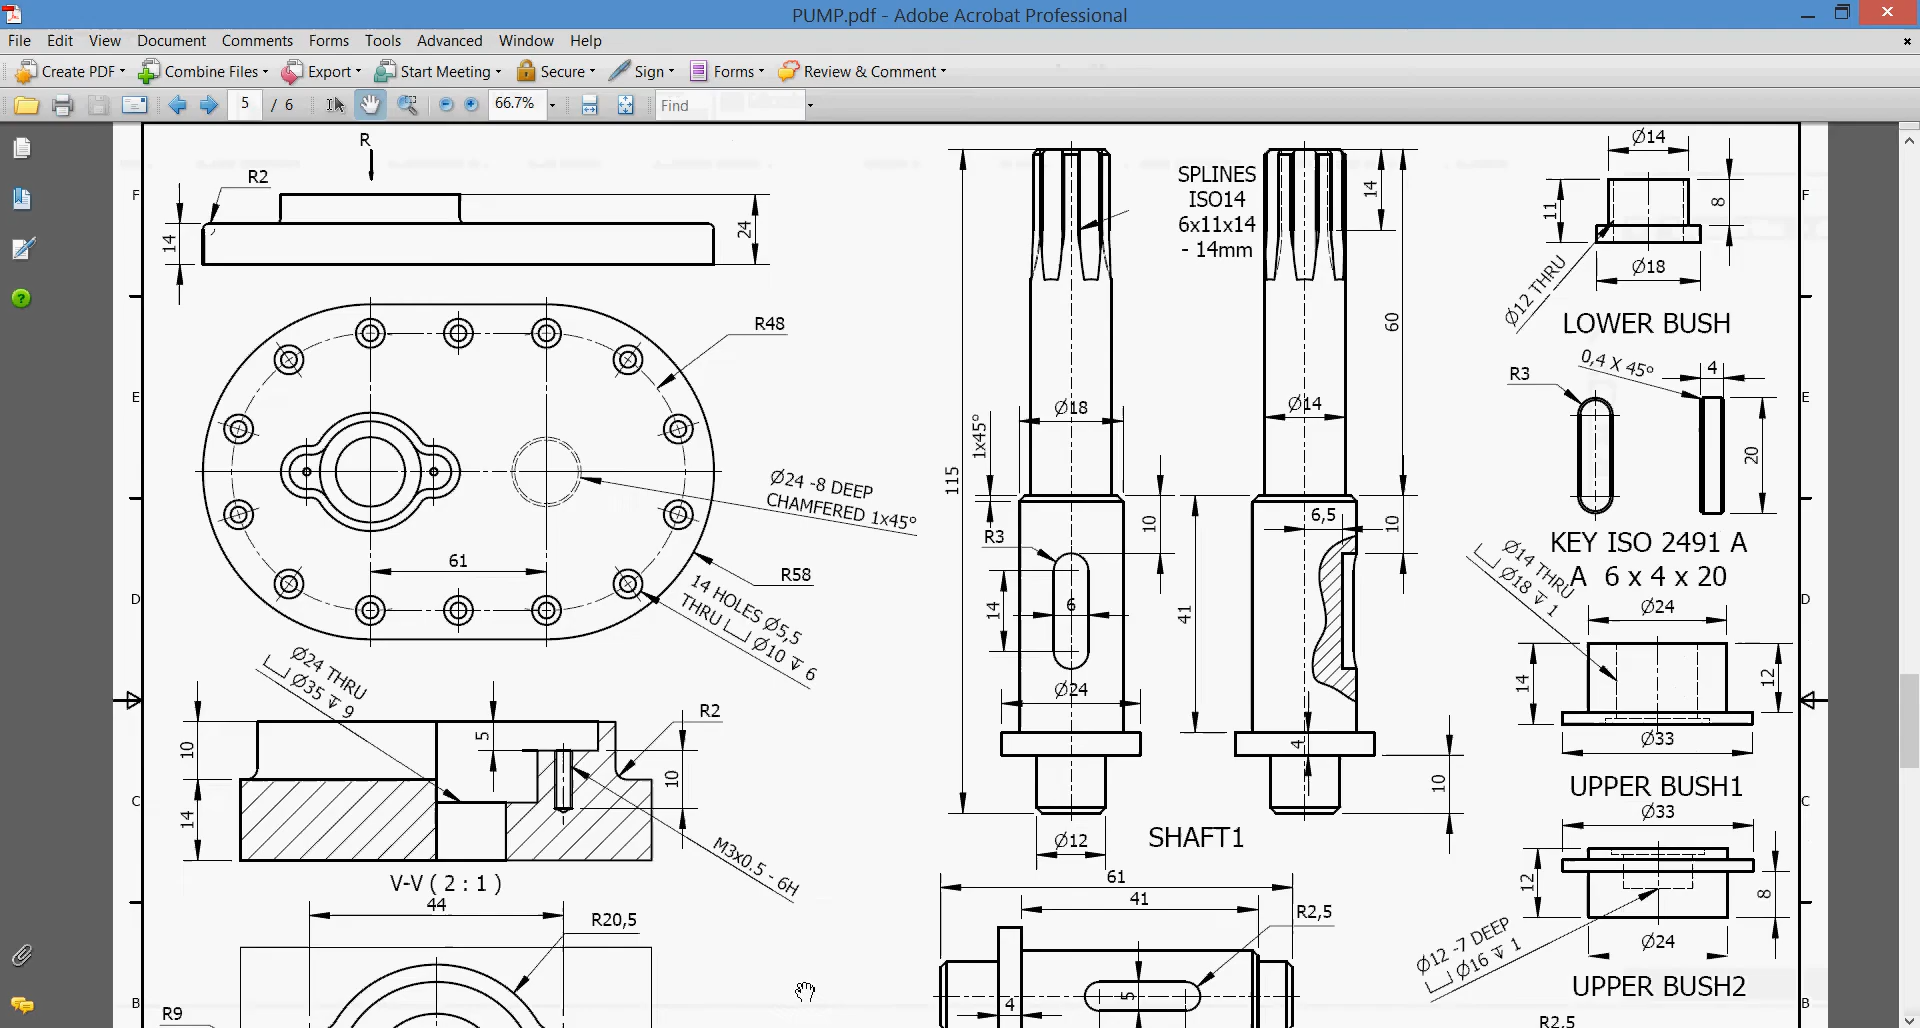 PUMP.pdf - Adobe Acrobat Professional
File Edit View Document Comments Forms Tools Advanced Window Help
Create PDF Combine Files Export Start Meeting Secure Sign Forms Review & Comment
5 / 6 66.7% Find
R
R2
14
24
F
R48
E
Ø24 -8 DEEP
CHAMFERED 1x45°
61
R58
D
14 HOLES Ø5,5
THRU ⌴ Ø10 ↧ 6
Ø24 THRU
⌴ Ø35 ↧ 9
5
R2
10
10
14
C
M3x0.5 - 6H
V-V ( 2 : 1 )
44
R20,5
B
R9
SPLINES
ISO14
6x11x14
- 14mm
14
60
Ø18
Ø14
1x45°
115
10
6,5
10
R3
14
6
41
Ø24
4
10
Ø12
SHAFT1
61
41
R2,5
5
4
Ø14
11
8
F
Ø18
Ø12 THRU
LOWER BUSH
0,4 X 45°
R3
4
E
20
KEY ISO 2491 A
A 6 x 4 x 20
Ø14 THRU
⌴ Ø18 ↧ 1
D
Ø24
14
12
Ø33
UPPER BUSH1
C
Ø33
12
8
Ø24
Ø12 -7 DEEP
⌴ Ø16 ↧ 1
UPPER BUSH2
B
R2,5